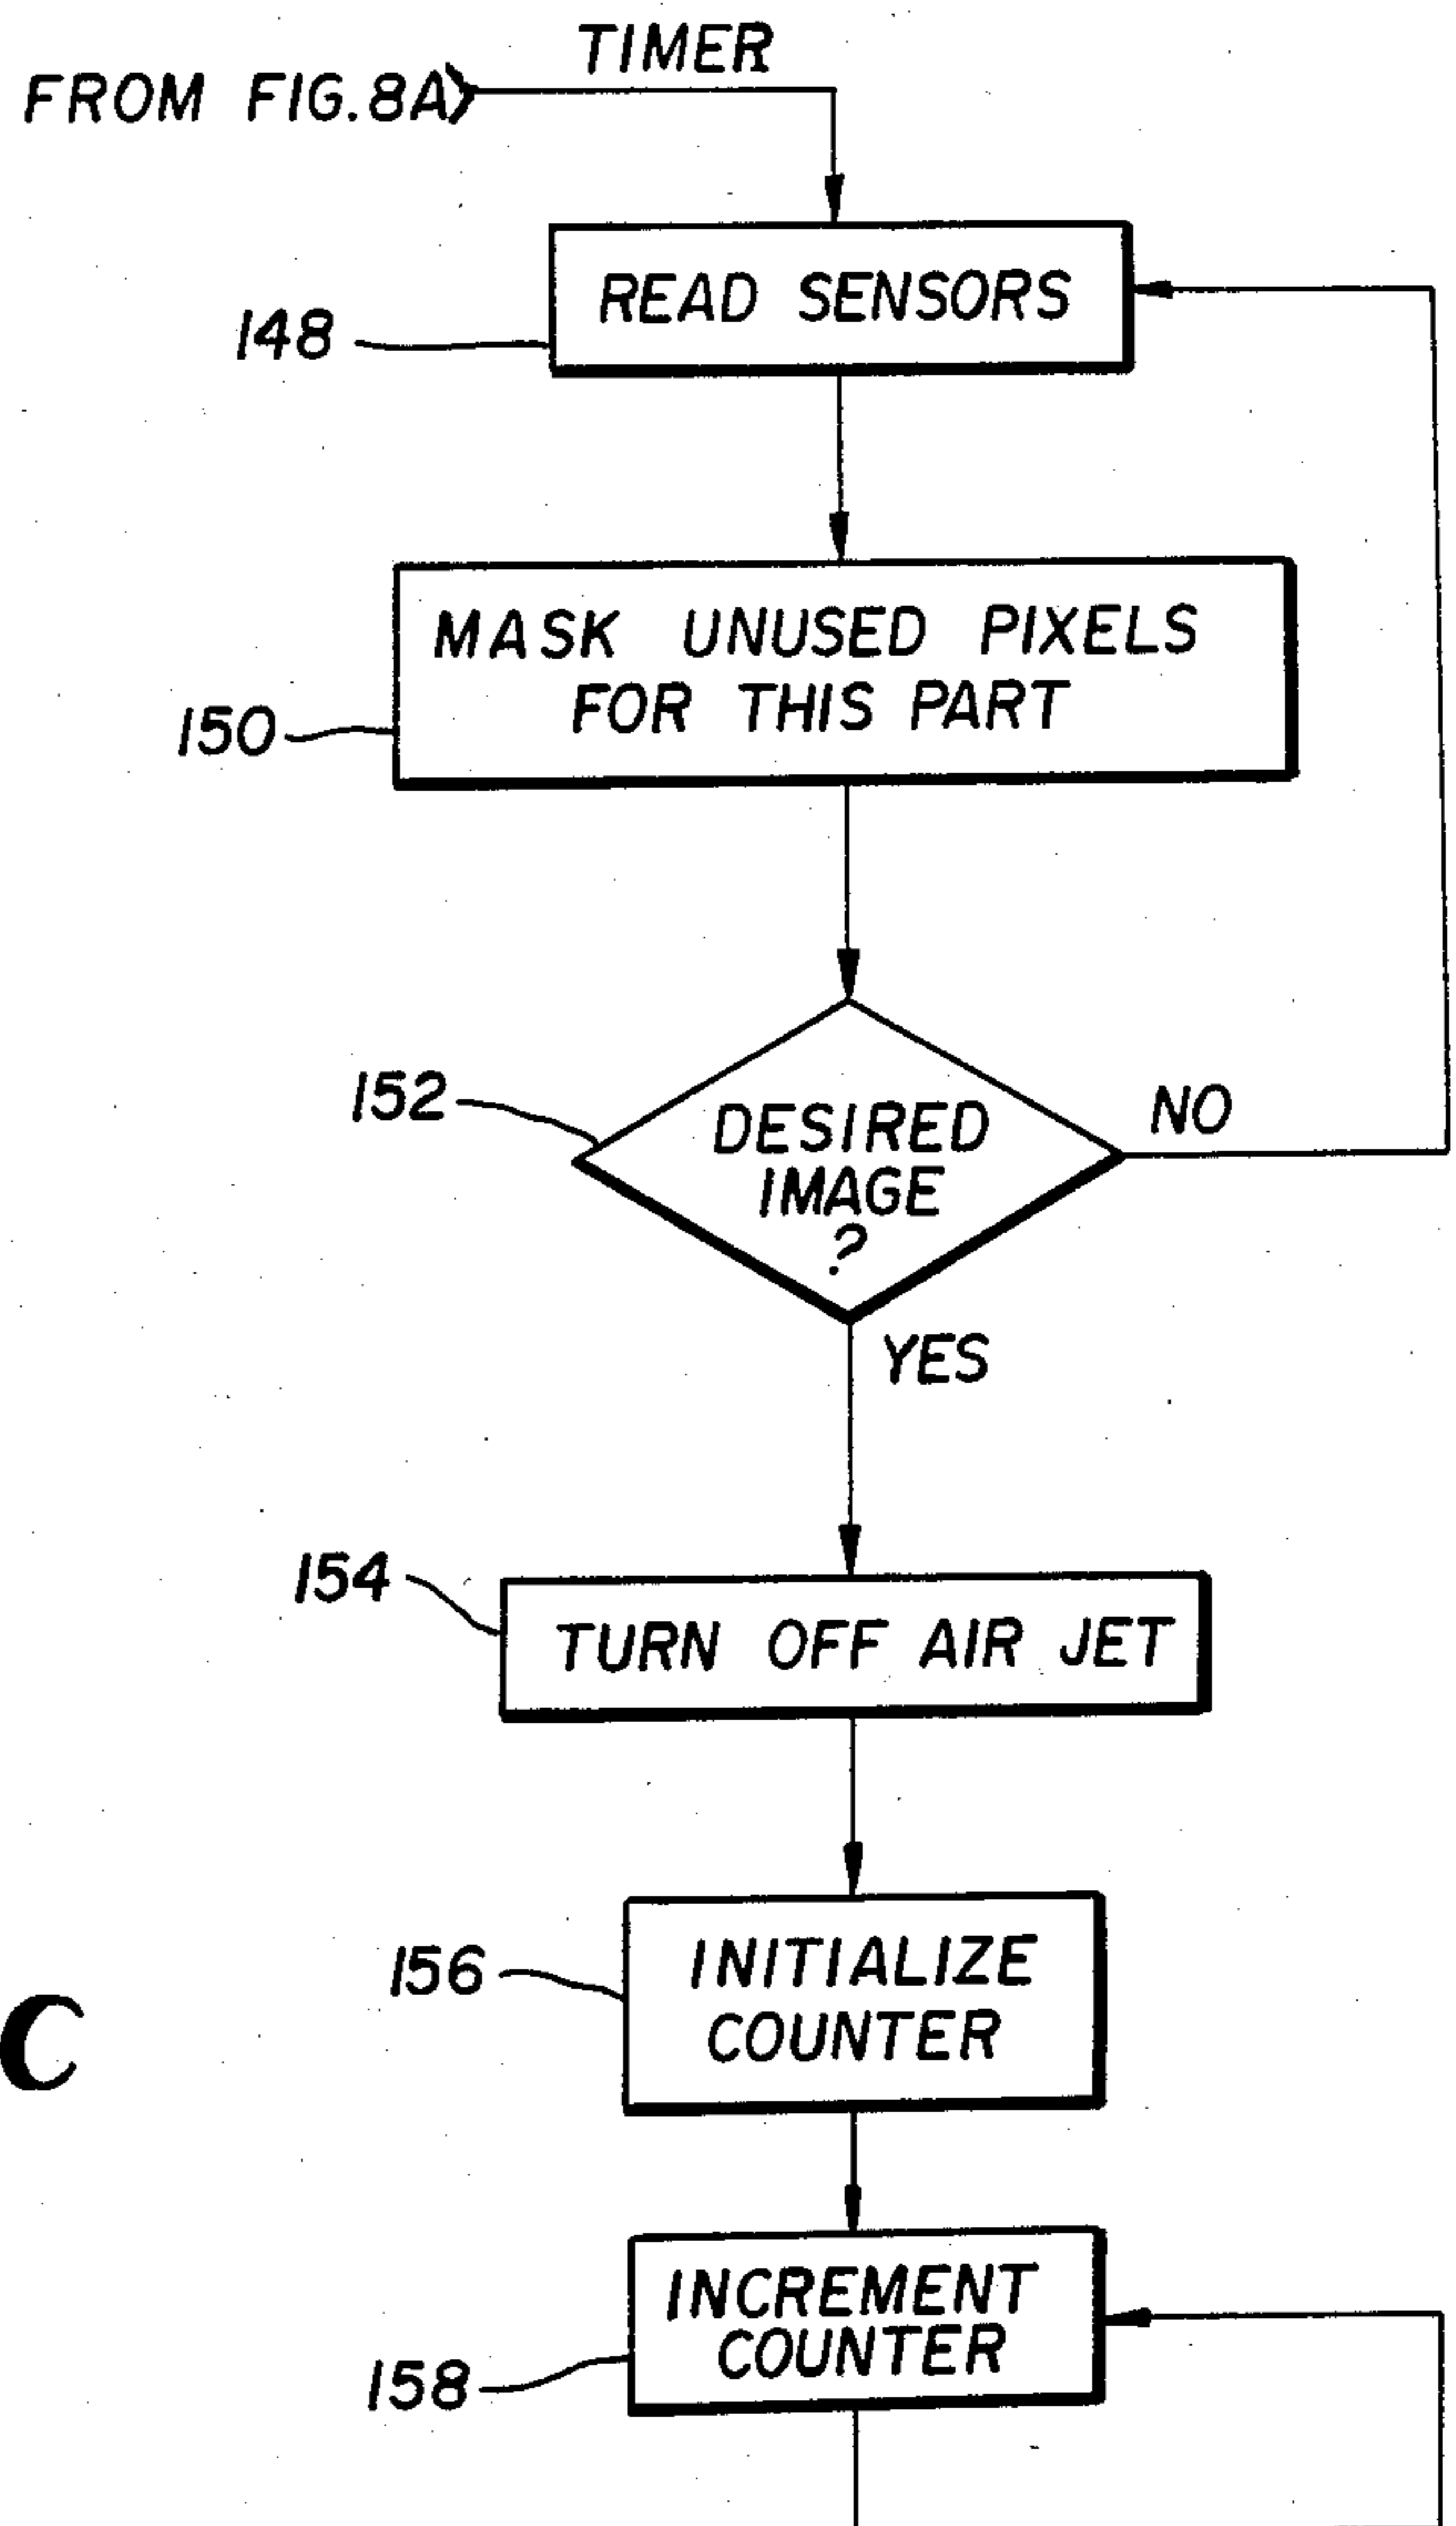 TIMER
FROM FIG.8A
READ SENSORS
148
MASK UNUSED PIXELS
FOR THIS PART
150
152
DESIRED
IMAGE
?
NO
YES
154
TURN OFF AIR JET
156
INITIALIZE
COUNTER
C
INCREMENT
COUNTER
158